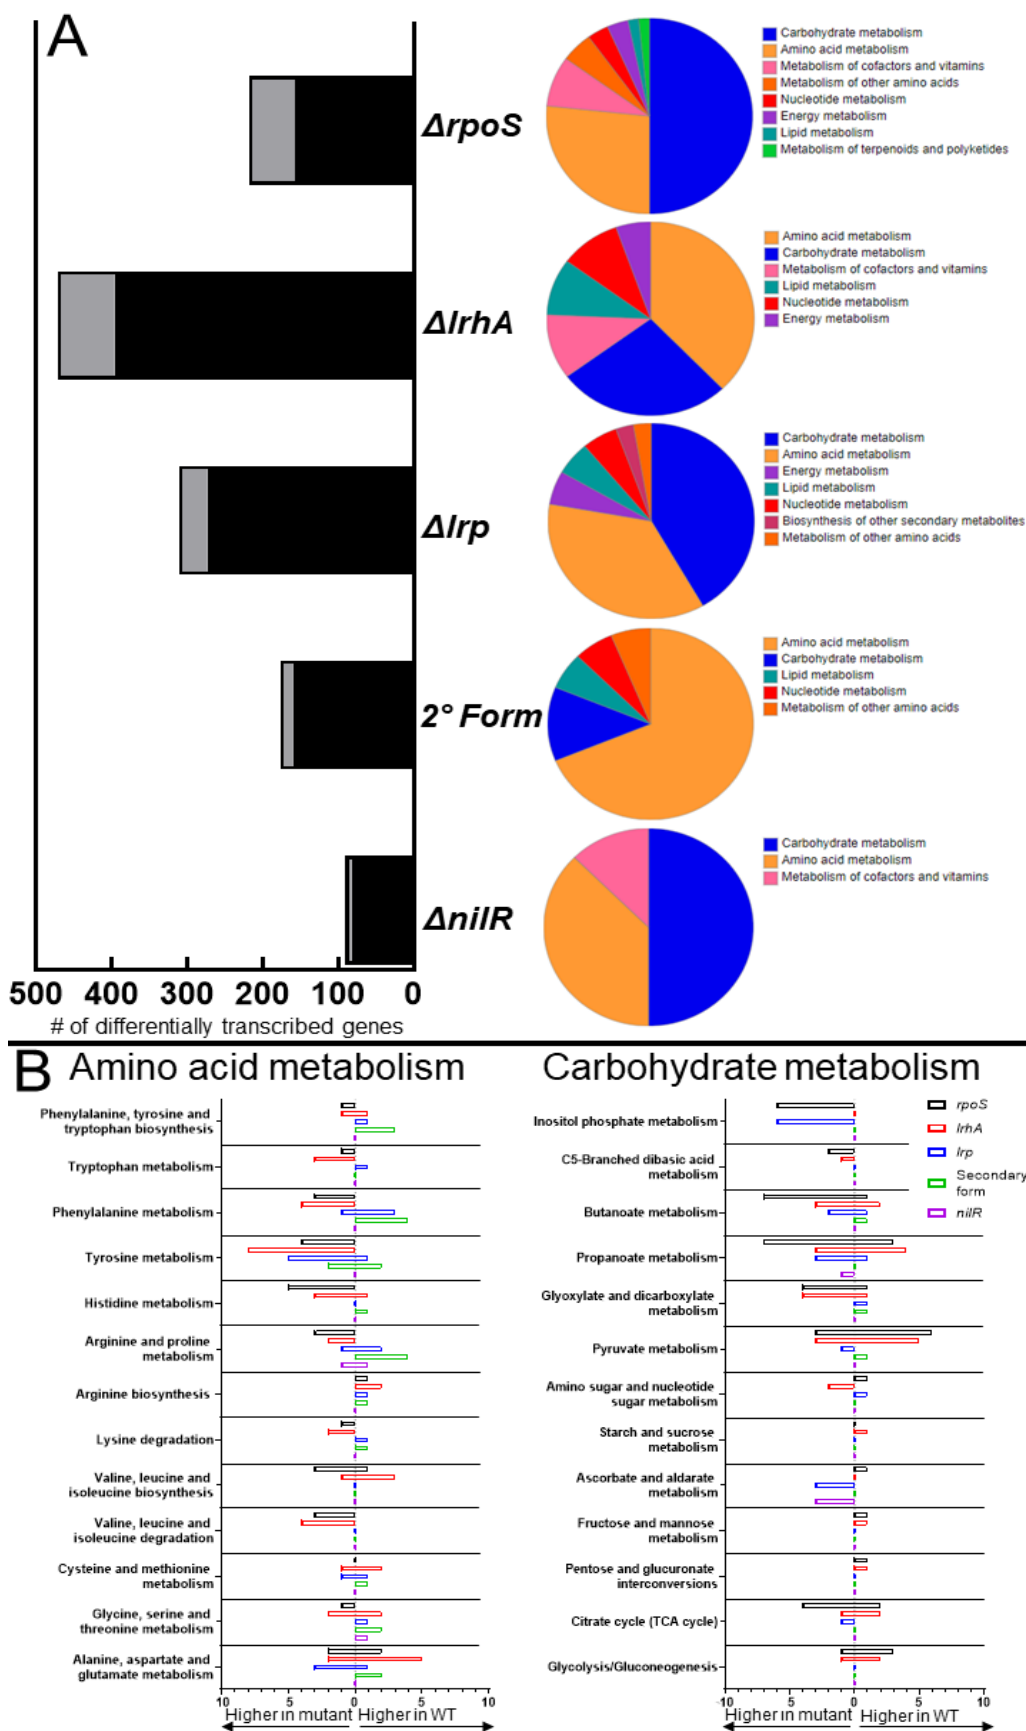 A
ΔrpoS
Carbohydrate metabolism
Amino acid metabolism
Metabolism of cofactors and vitamins
Metabolism of other amino acids
Nucleotide metabolism
Energy metabolism
Lipid metabolism
Metabolism of terpenoids and polyketides
ΔlrhA
Amino acid metabolism
Carbohydrate metabolism
Metabolism of cofactors and vitamins
Lipid metabolism
Nucleotide metabolism
Energy metabolism
Δlrp
Carbohydrate metabolism
Amino acid metabolism
Energy metabolism
Lipid metabolism
Nucleotide metabolism
Biosynthesis of other secondary metabolites
Metabolism of other amino acids
2° Form
Amino acid metabolism
Carbohydrate metabolism
Lipid metabolism
Nucleotide metabolism
Metabolism of other amino acids
ΔnilR
Carbohydrate metabolism
Amino acid metabolism
Metabolism of cofactors and vitamins
500 400 300 200 100 0
# of differentially transcribed genes
B Amino acid metabolism
Phenylalanine, tyrosine and
tryptophan biosynthesis
Tryptophan metabolism
Phenylalanine metabolism
Tyrosine metabolism
Histidine metabolism
Arginine and proline
metabolism
Arginine biosynthesis
Lysine degradation
Valine, leucine and
isoleucine biosynthesis
Valine, leucine and
isoleucine degradation
Cysteine and methionine
metabolism
Glycine, serine and
threonine metabolism
Alanine, aspartate and
glutamate metabolism
10 5 0 5 10
Higher in mutant Higher in WT
Carbohydrate metabolism
rpoS
lrhA
lrp
Secondary
form
nilR
Inositol phosphate metabolism
C5-Branched dibasic acid
metabolism
Butanoate metabolism
Propanoate metabolism
Glyoxylate and dicarboxylate
metabolism
Pyruvate metabolism
Amino sugar and nucleotide
sugar metabolism
Starch and sucrose
metabolism
Ascorbate and aldarate
metabolism
Fructose and mannose
metabolism
Pentose and glucuronate
interconversions
Citrate cycle (TCA cycle)
Glycolysis/Gluconeogenesis
-10 5 0 5 10
Higher in mutant Higher in WT